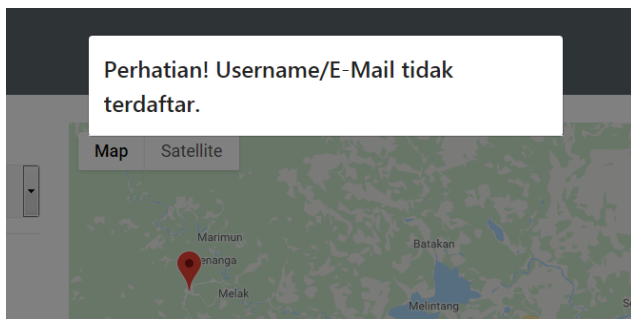 Perhatian! Username/E-Mail tidak
terdaftar.
Map Satellite
Marimun
Batakan
Melak
Melintang